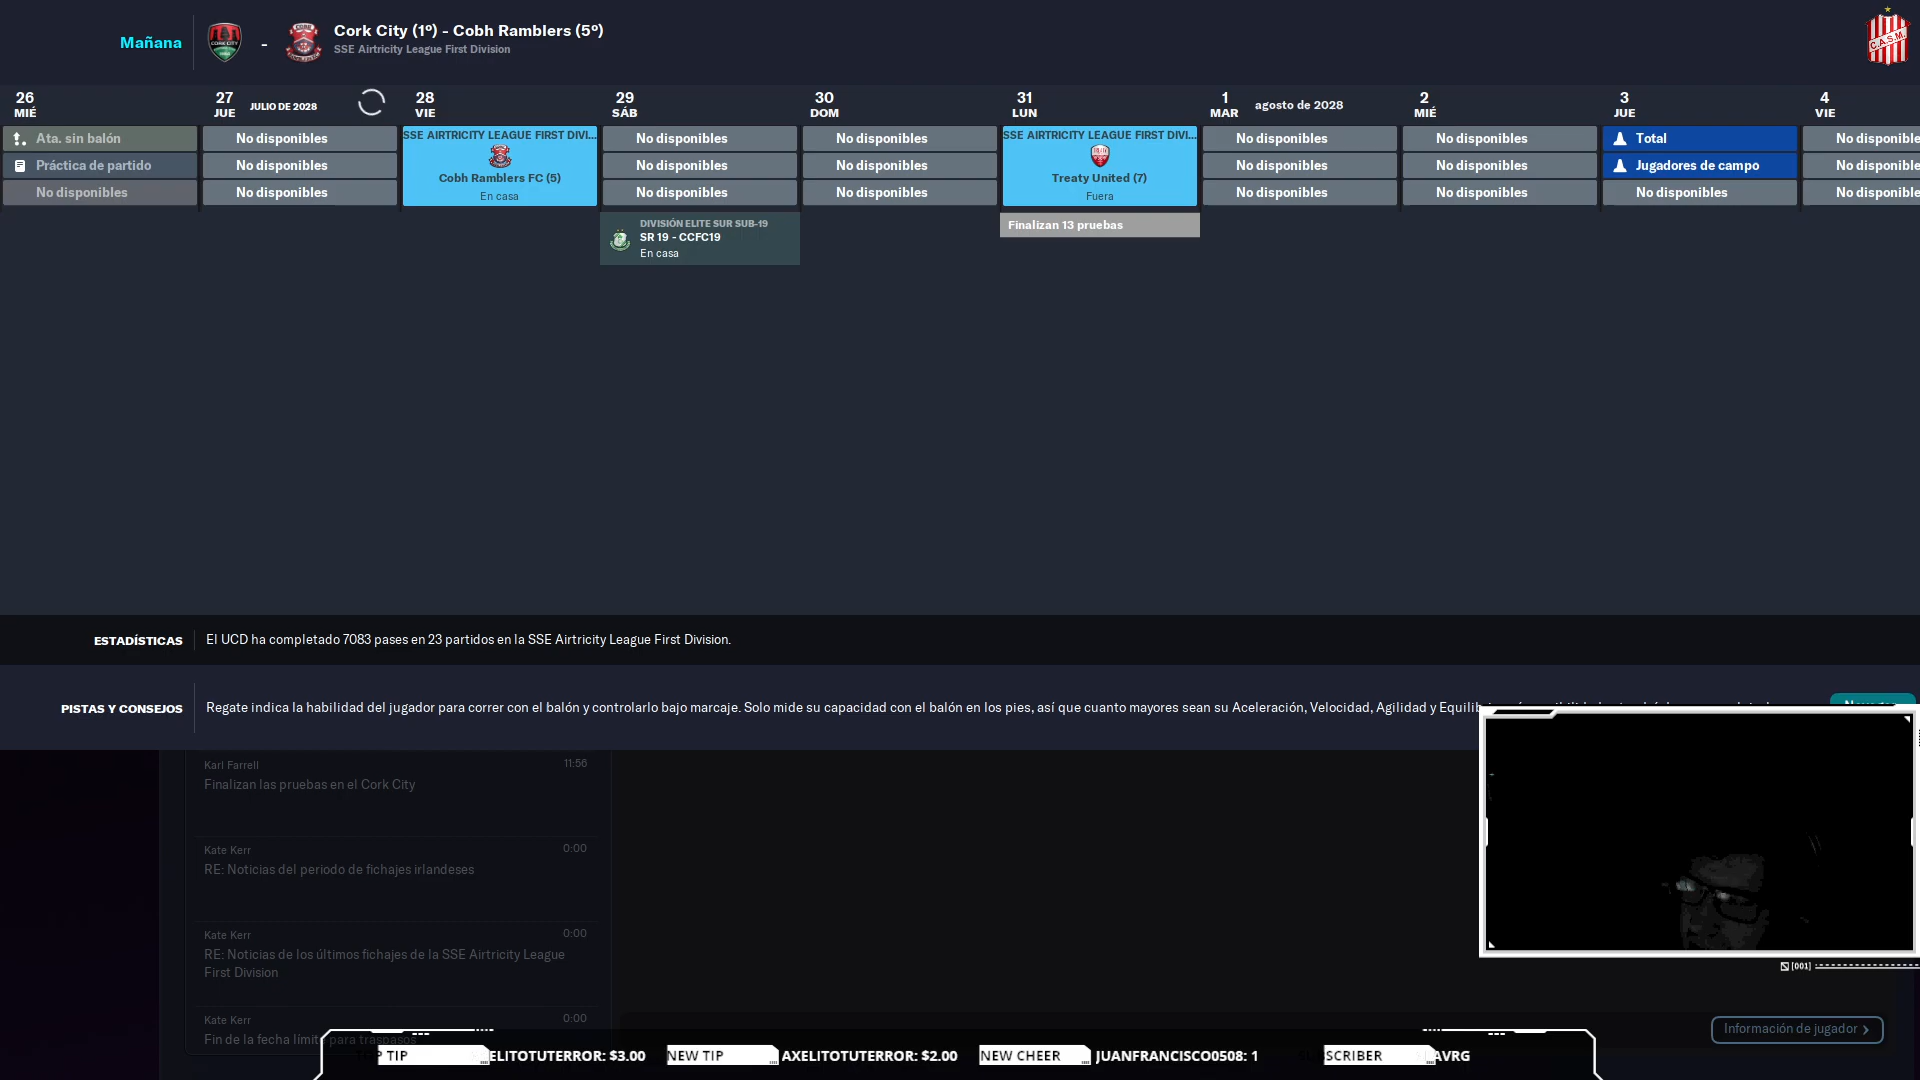 Mañana
Cork City (1º) - Cobh Ramblers (5º)
SSE Airtricity League First Division
C.A.S.M.
26 MIÉ
27 JUE JULIO DE 2028
28 VIE
29 SÁB
30 DOM
31 LUN
1 MAR agosto de 2028
2 MIÉ
3 JUE
4 VIE
Ata. sin balón
Práctica de partido
No disponibles
No disponibles
No disponibles
No disponibles
SSE AIRTRICITY LEAGUE FIRST DIVI...
Cobh Ramblers FC (5)
En casa
No disponibles
No disponibles
No disponibles
DIVISIÓN ELITE SUR SUB-19
SR 19 - CCFC19
En casa
No disponibles
No disponibles
No disponibles
SSE AIRTRICITY LEAGUE FIRST DIVI...
Treaty United (7)
Fuera
Finalizan 13 pruebas
No disponibles
No disponibles
No disponibles
No disponibles
No disponibles
No disponibles
Total
Jugadores de campo
No disponibles
No disponible
No disponible
No disponible
ESTADÍSTICAS
El UCD ha completado 7083 pases en 23 partidos en la SSE Airtricity League First Division.
PISTAS Y CONSEJOS
Regate indica la habilidad del jugador para correr con el balón y controlarlo bajo marcaje. Solo mide su capacidad con el balón en los pies, así que cuanto mayores sean su Aceleración, Velocidad, Agilidad y Equilib
Karl Farrell 11:56
Finalizan las pruebas en el Cork City
Kate Kerr 0:00
RE: Noticias del periodo de fichajes irlandeses
Kate Kerr 0:00
RE: Noticias de los últimos fichajes de la SSE Airtricity League
First Division
Kate Kerr 0:00
Fin de la fecha límite para traspasos
[001]
Información de jugador
TOP TIP
ELITOTUTERROR: $3.00
NEW TIP
AXELITOTUTERROR: $2.00
NEW CHEER
JUANFRANCISCO0508: 1
SCRIBER
AVRG